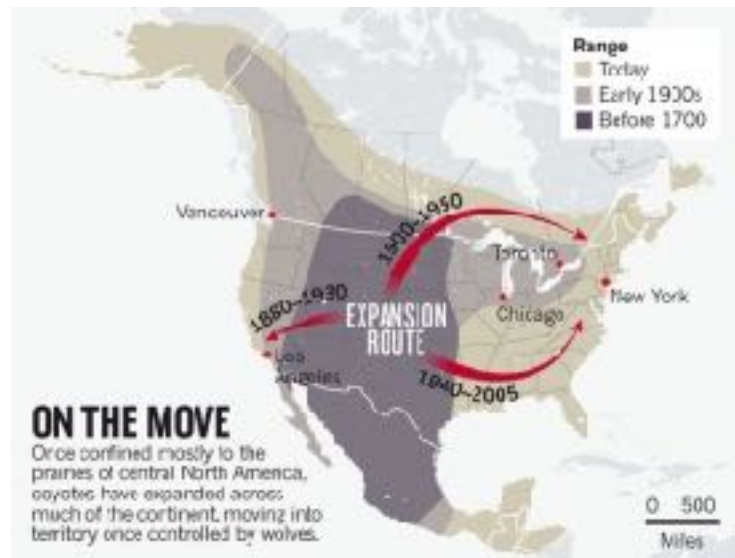 Range
Today
Early 1900s
Before 1700
Vancouver
1900-1950
Toronto
New York
Chicago
1880-1930
EXPANSION
ROUTE
Los
Angeles
1940-2005
ON THE MOVE
Once confined mostly to the
prairies of central North America,
coyotes have expanded across
much of the continent, moving into
territory once controlled by wolves.
0 500
Miles